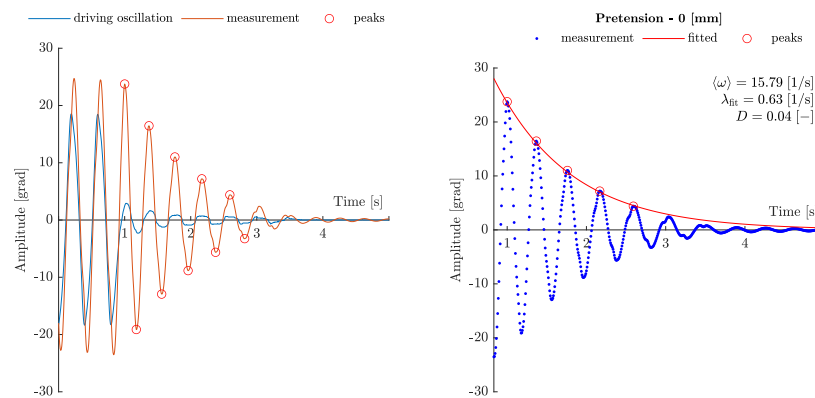 driving oscillation measurement peaks
30
20
10
0
-10
-20
-30
Amplitude [grad]
1 2 3 4
Time [s]
Pretension - 0 [mm]
measurement fitted peaks
⟨ω⟩ = 15.79 [1/s]
λfit = 0.63 [1/s]
D = 0.04 [−]
30
20
10
0
-10
-20
-30
Amplitude [grad]
1 2 3 4
Time [s